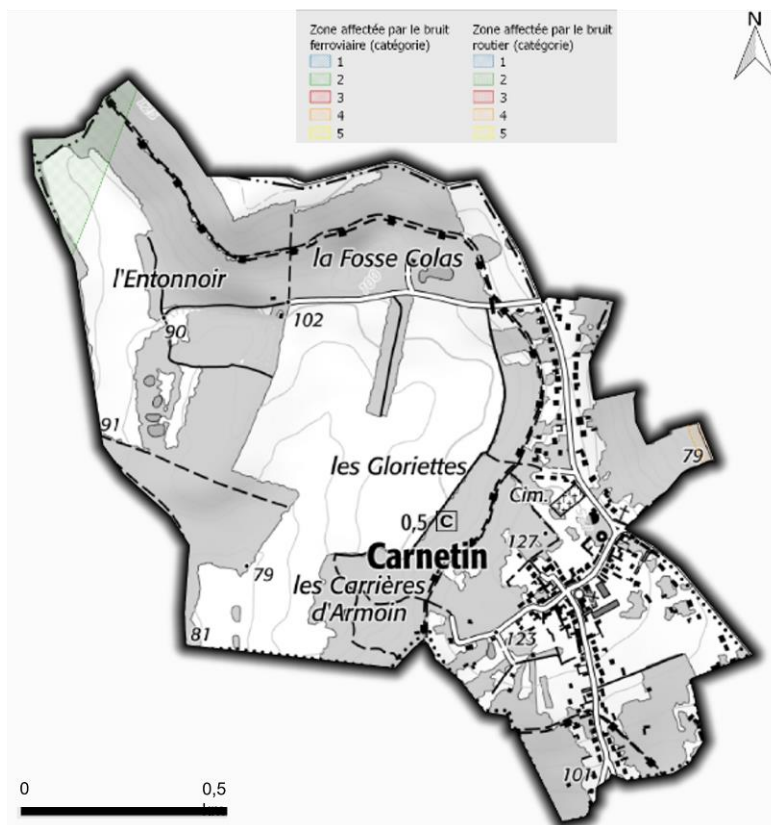 Zone affectée par le bruit
ferroviaire (catégorie)
1
2
3
4
5
Zone affectée par le bruit
routier (catégorie)
1
2
3
4
5
N
la Fosse Colas
l'Entonnoir
100
90
102
91
les Gloriettes
79
Cim.
0,5 C
127
Carnetin
79
les Carrières
d'Armoin
81
123
101
0
0,5
km